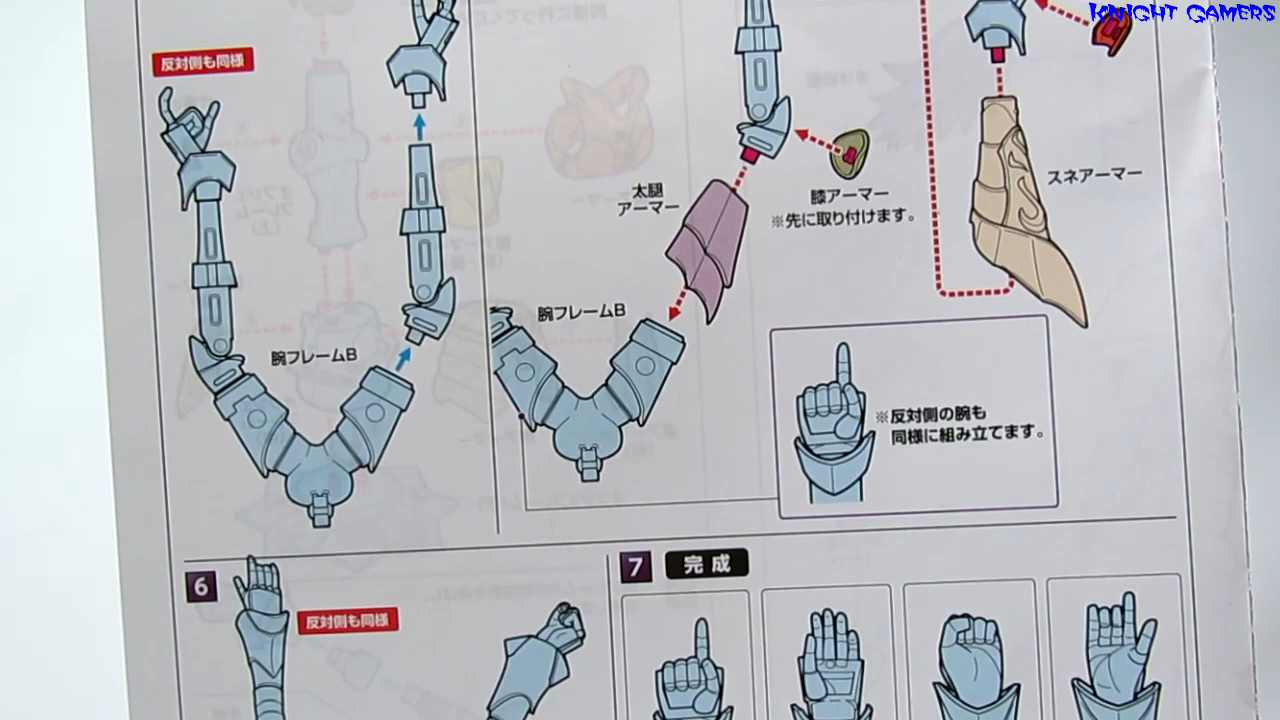 KNIGHT GAMERS
反対側も同様
太腿
アーマー
膝アーマー
※先に取り付けます。
スネアーマー
腕フレームB
腕フレームB
※反対側の腕も
同様に組み立てます。
6
反対側も同様
7
完成